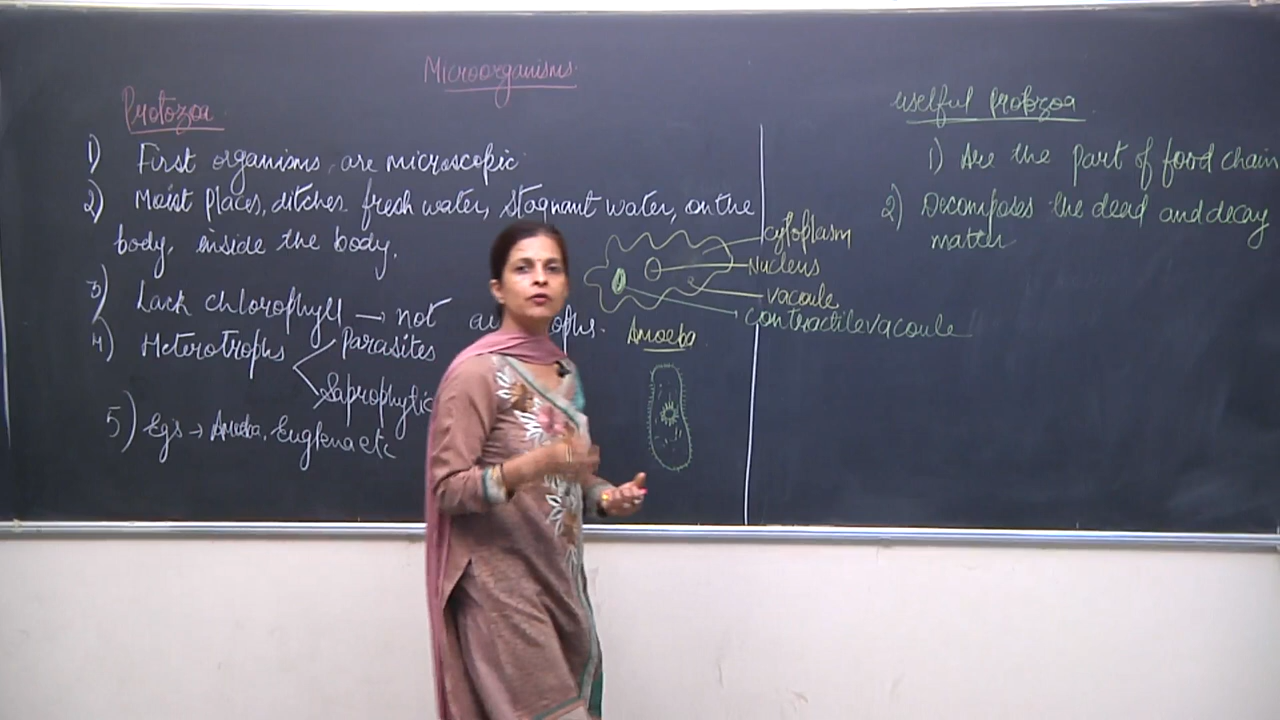 Microorganisms
Protozoa
1) First organisms, are microscopic
2) Moist places, ditches fresh water, stagnant water, on the
body, inside the body.
3) Lack chlorophyll → not
4) Heterotrophs
Parasites
Saprophytic
5) Egs → Amoeba, Euglena etc
cytoplasm
Nucleus
vacoule
contractile vacoule
Amoeba
useful protozoa
1) Are the part of food chain
2) Decomposes the dead and decay
matter